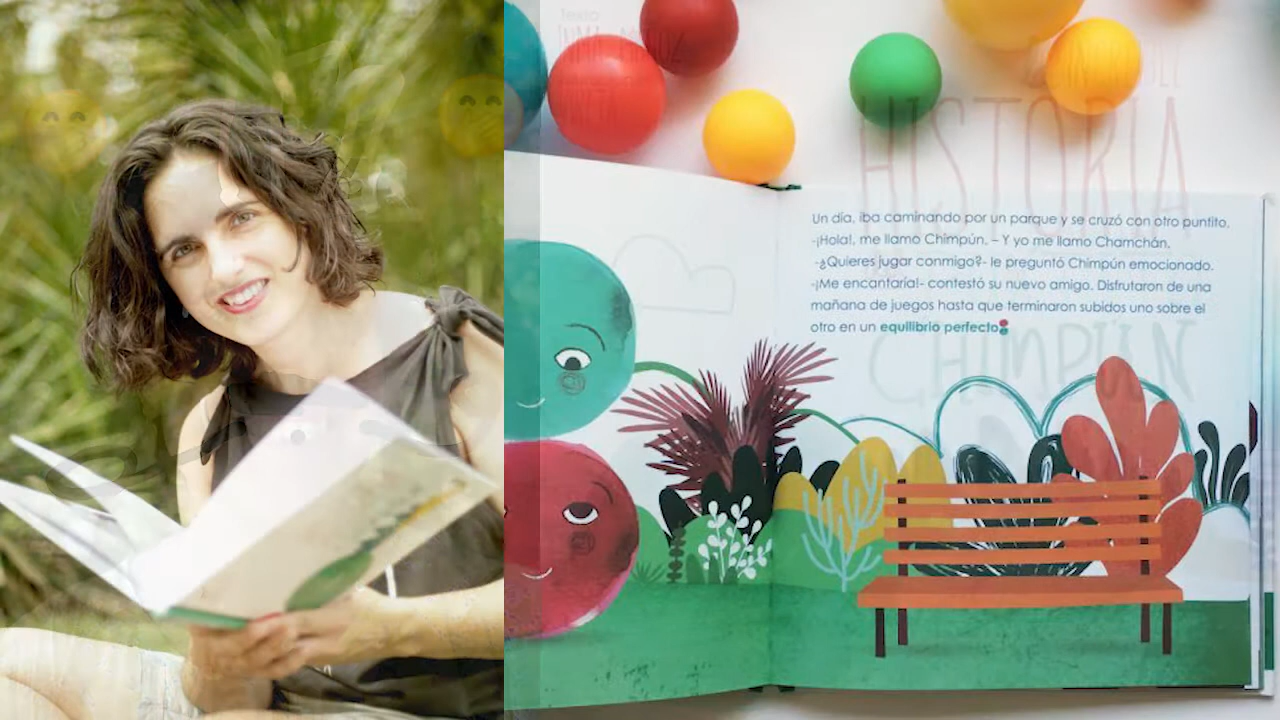 Texto
HISTORIA
CHIMPÚN
Un día, iba caminando por un parque y se cruzó con otro puntito.
-¡Hola!, me llamo Chimpún. – Y yo me llamo Chamchán.
-¿Quieres jugar conmigo?- le preguntó Chimpún emocionado.
-¡Me encantaría!- contestó su nuevo amigo. Disfrutaron de una
mañana de juegos hasta que terminaron subidos uno sobre el
otro en un equilibrio perfecto